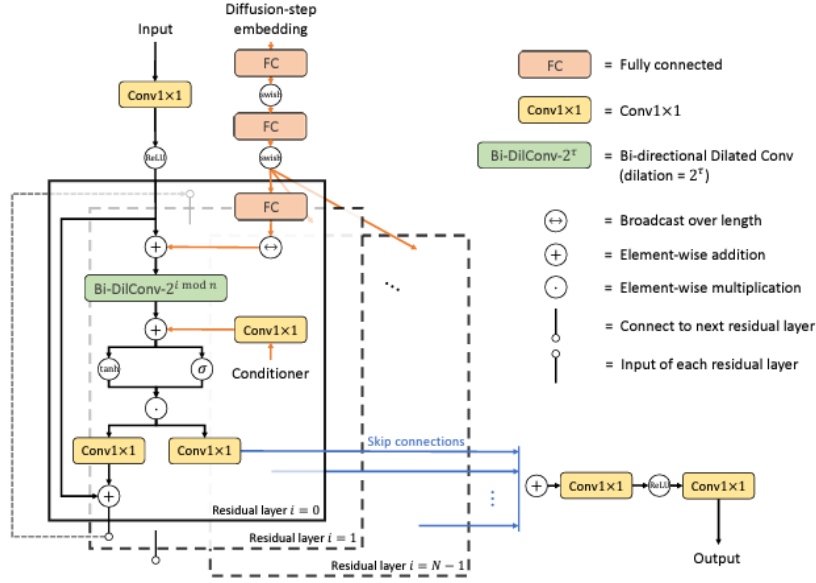 Input
Diffusion-step
embedding
FC
swish
FC
swish
FC
Conv1×1
ReLU
Bi-DilConv-2^{i mod n}
Conv1×1
Conditioner
tanh
σ
Conv1×1
Conv1×1
Skip connections
Residual layer i = 0
Residual layer i = 1
Residual layer i = N − 1
FC = Fully connected
Conv1×1 = Conv1×1
Bi-DilConv-2^τ = Bi-directional Dilated Conv
(dilation = 2^τ)
↔ = Broadcast over length
+ = Element-wise addition
· = Element-wise multiplication
= Connect to next residual layer
= Input of each residual layer
+ Conv1×1 ReLU Conv1×1
Output